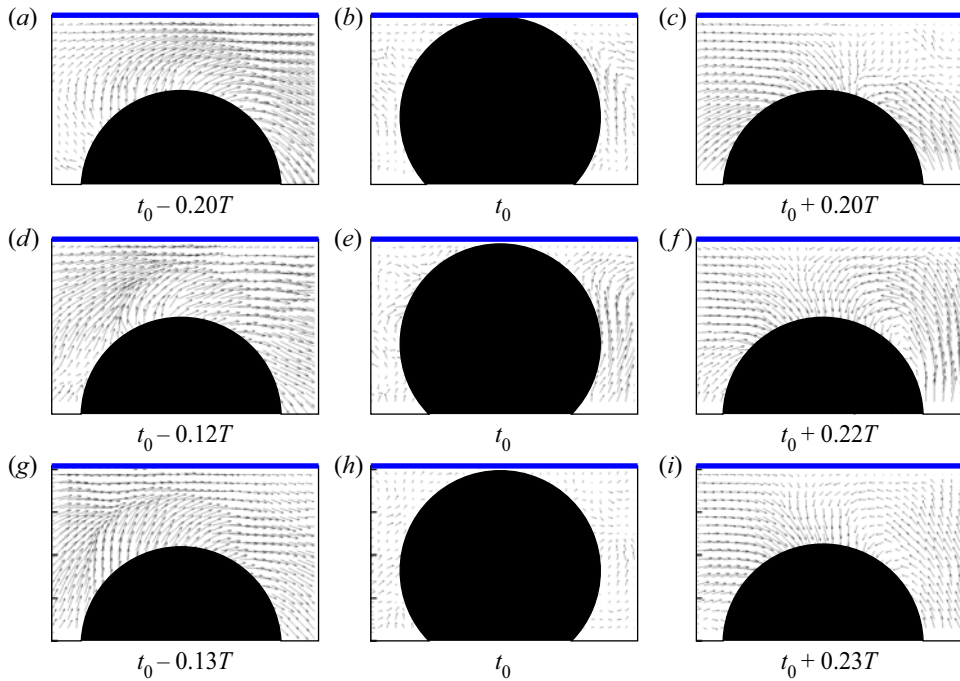 (a) (b) (c)
t0 – 0.20T t0 t0 + 0.20T
(d) (e) (f)
t0 – 0.12T t0 t0 + 0.22T
(g) (h) (i)
t0 – 0.13T t0 t0 + 0.23T